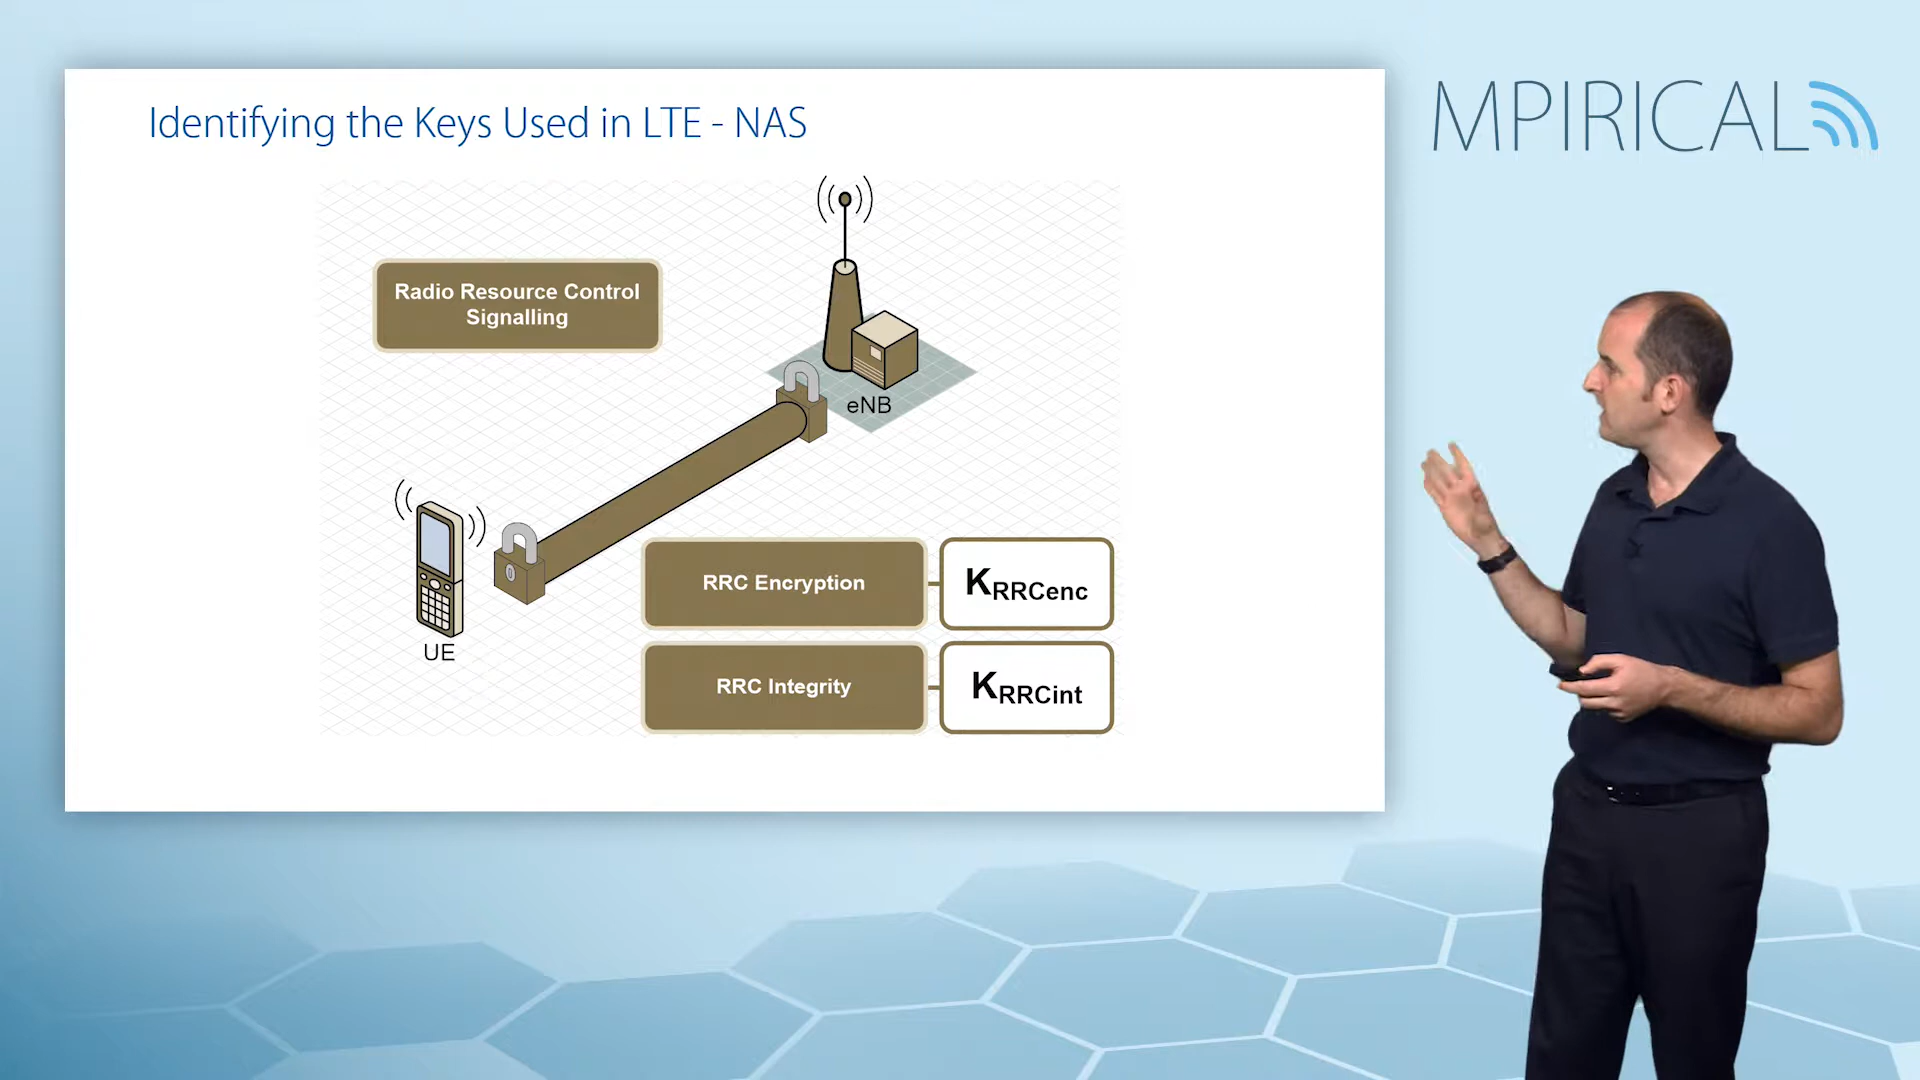 Identifying the Keys Used in LTE - NAS
MPIRICAL
Radio Resource Control
Signalling
eNB
UE
RRC Encryption
KRRCenc
RRC Integrity
KRRCint